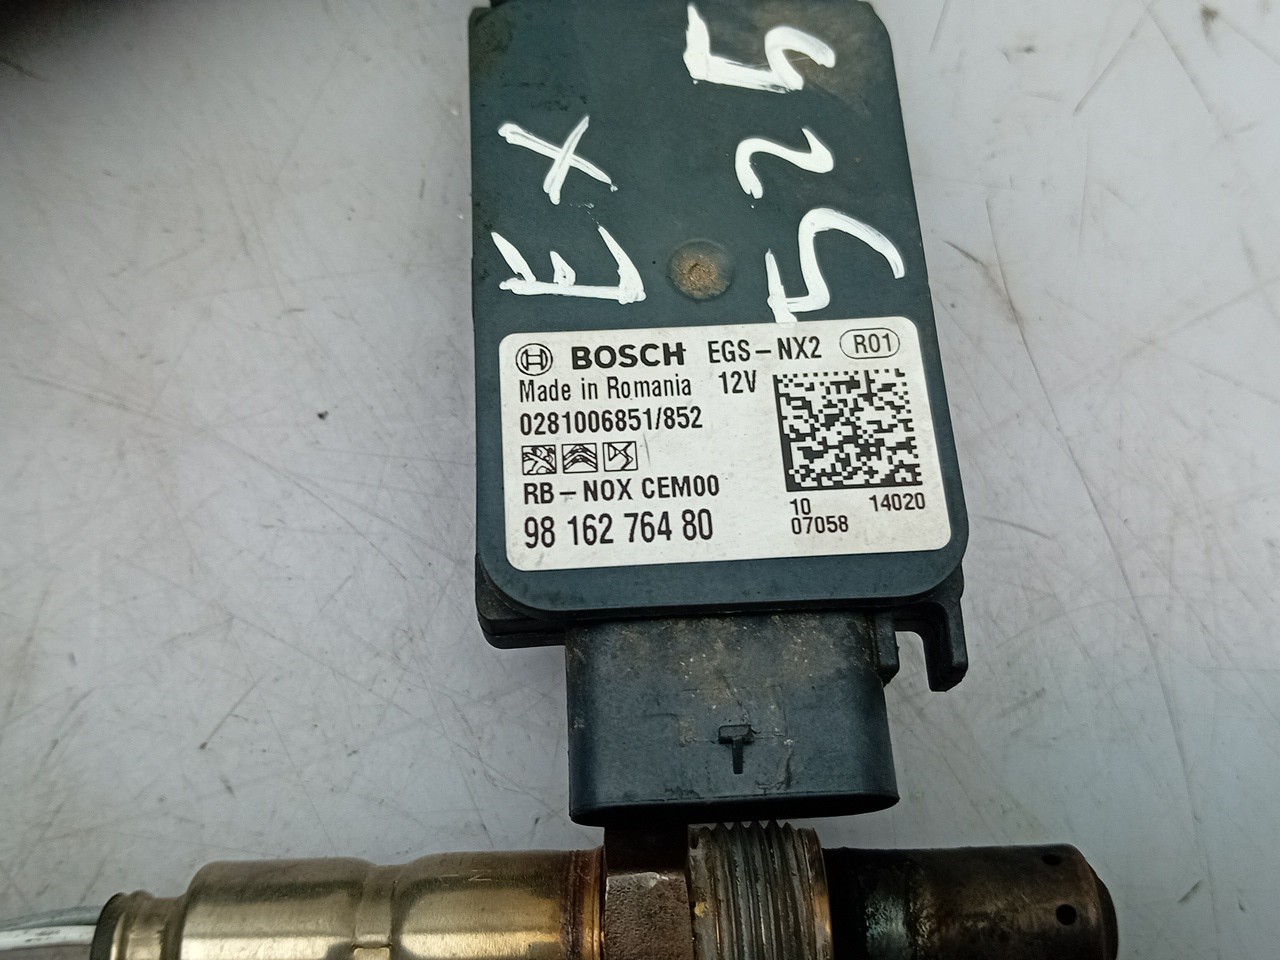 EX
BOSCH EGS-NX2 R01
Made in Romania 12V
0281006851/852
RB-NOX CEM00
98 162 764 80
10 14020
07058